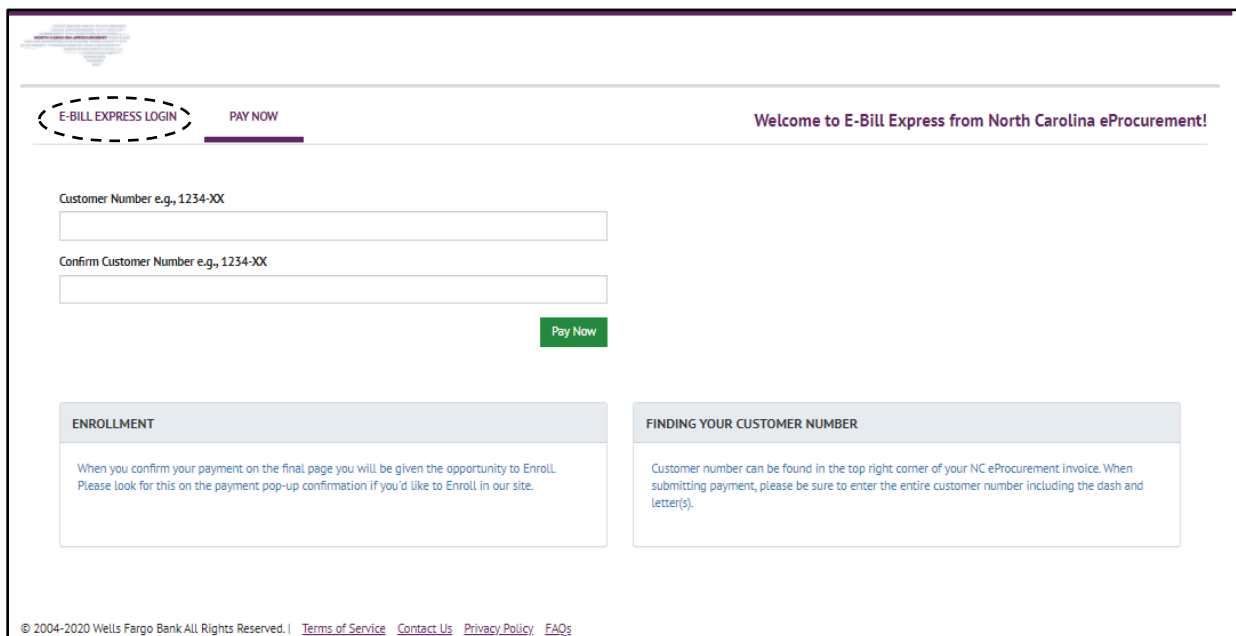 NORTH CAROLINA ePROCUREMENT
E-BILL EXPRESS LOGIN
PAY NOW
Welcome to E-Bill Express from North Carolina eProcurement!
Customer Number e.g., 1234-XX
Confirm Customer Number e.g., 1234-XX
Pay Now
ENROLLMENT
When you confirm your payment on the final page you will be given the opportunity to Enroll.
Please look for this on the payment pop-up confirmation if you'd like to Enroll in our site.
FINDING YOUR CUSTOMER NUMBER
Customer number can be found in the top right corner of your NC eProcurement invoice. When
submitting payment, please be sure to enter the entire customer number including the dash and
letter(s).
© 2004-2020 Wells Fargo Bank All Rights Reserved. | Terms of Service Contact Us Privacy Policy FAQs